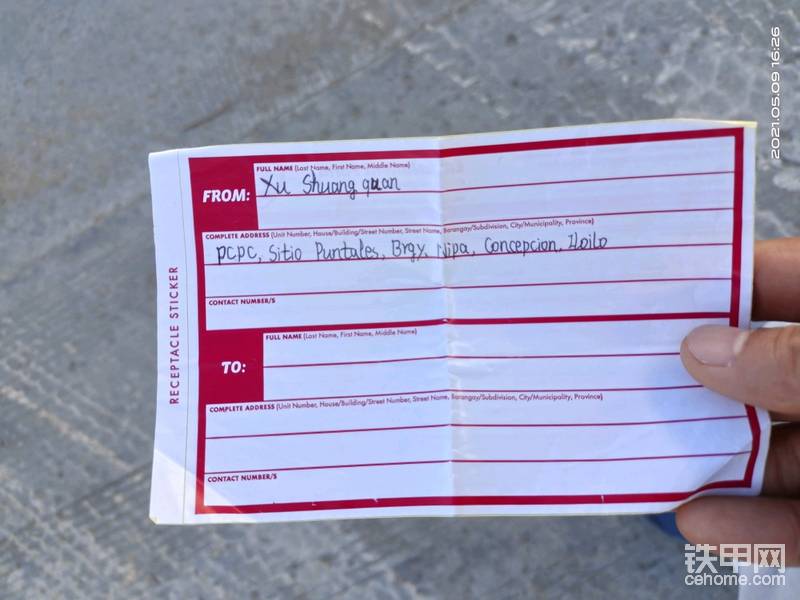 2021.05.09 16:26
RECEPTACLE STICKER
FROM:
FULL NAME (Last Name, First Name, Middle Name)
Xu Shuang quan
COMPLETE ADDRESS (Unit Number, House/Building/Street Number, Street Name, Barangay/Subdivision, City/Municipality, Province)
PCPC, Sitio Puntales, Brgy. Nipa, Concepcion, Iloilo
CONTACT NUMBER/S
TO:
FULL NAME (Last Name, First Name, Middle Name)
COMPLETE ADDRESS (Unit Number, House/Building/Street Number, Street Name, Barangay/Subdivision, City/Municipality, Province)
CONTACT NUMBER/S
铁甲网
cehome.com